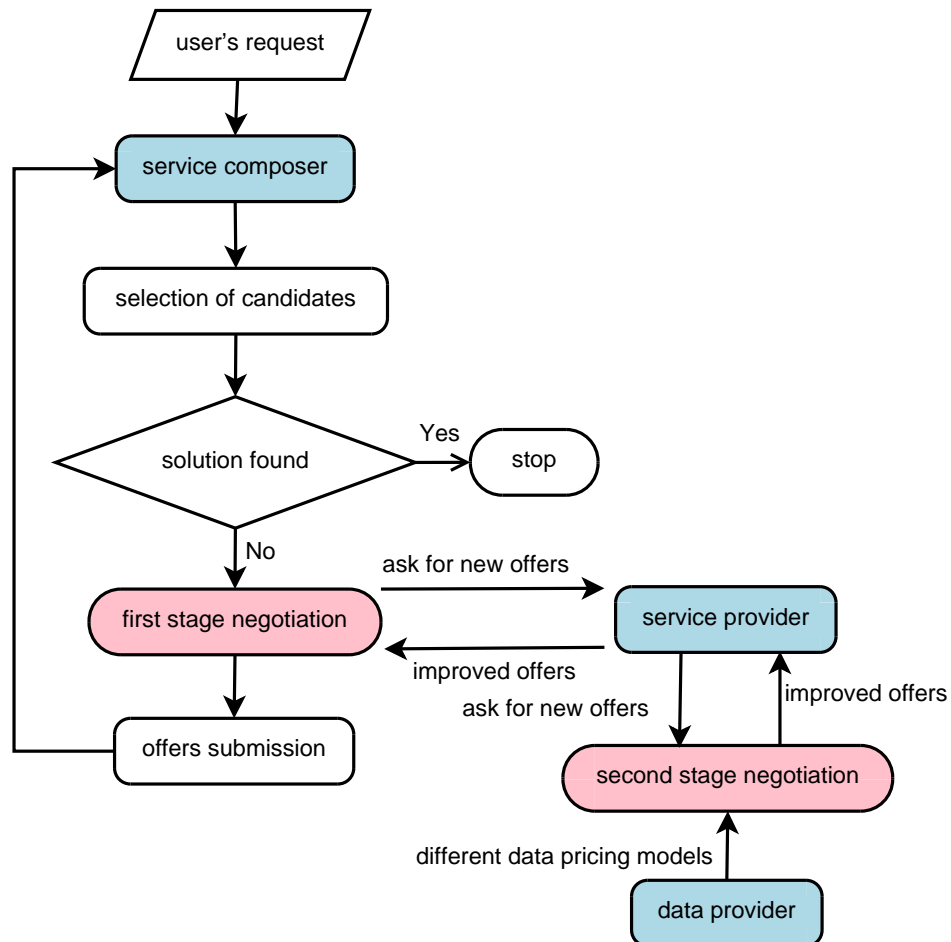 user's request
service composer
selection of candidates
solution found
Yes
stop
No
ask for new offers
first stage negotiation
service provider
improved offers
ask for new offers
improved offers
offers submission
second stage negotiation
different data pricing models
data provider